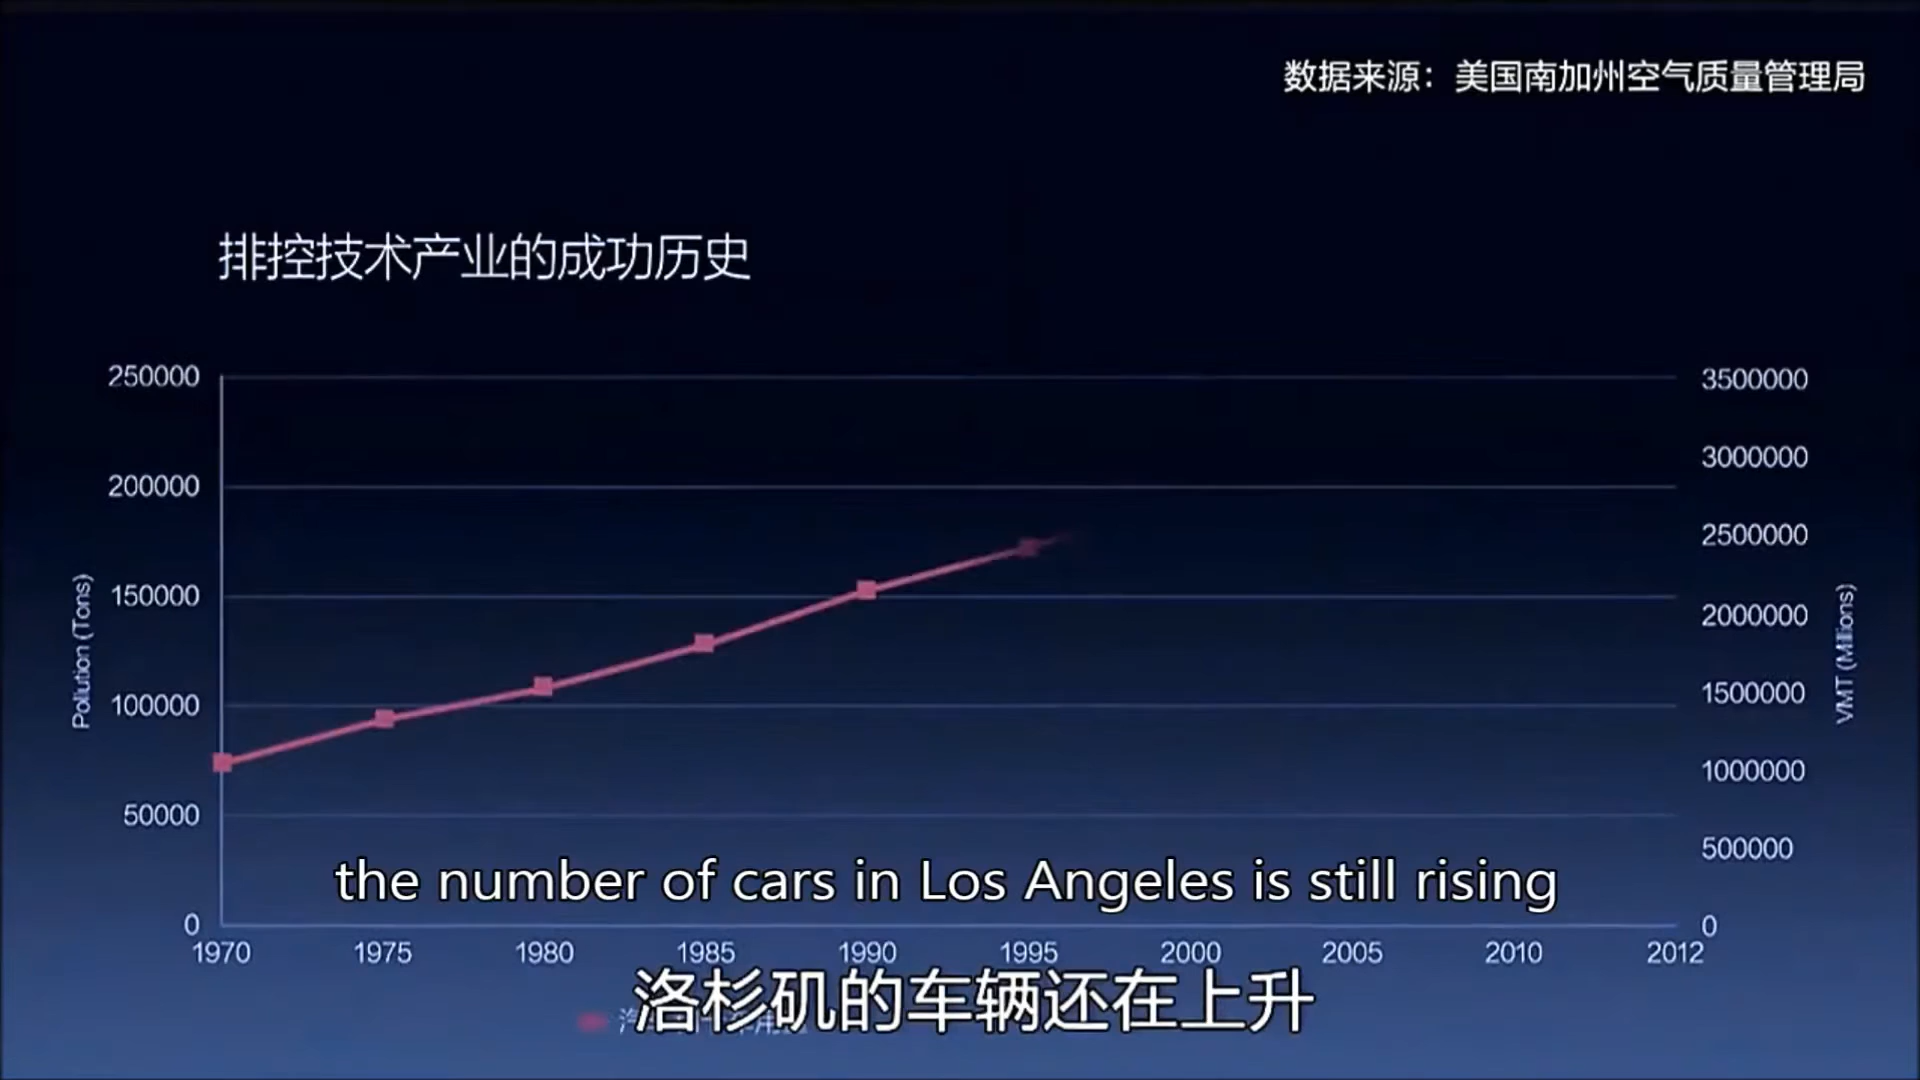 数据来源：美国南加州空气质量管理局
排控技术产业的成功历史
250000
200000
150000
100000
50000
0
Pollution (Tons)
3500000
3000000
2500000
2000000
1500000
1000000
500000
0
VMT (Millions)
the number of cars in Los Angeles is still rising
1970 1975 1980 1985 1990 1995 2000 2005 2010 2012
洛杉矶的车辆还在上升